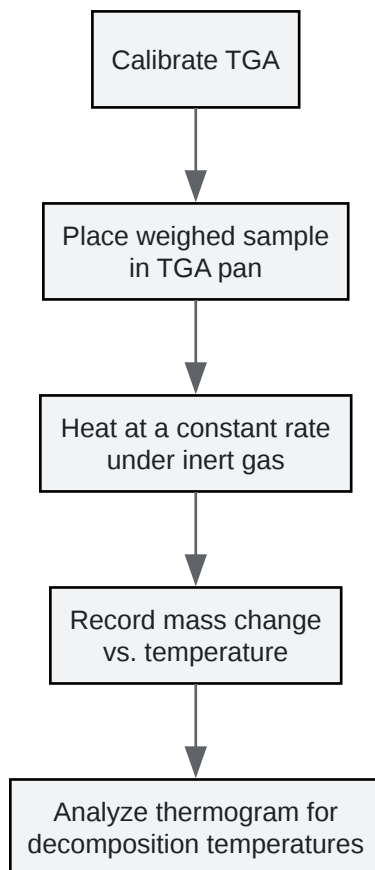 Calibrate TGA
Place weighed sample
in TGA pan
Heat at a constant rate
under inert gas
Record mass change
vs. temperature
Analyze thermogram for
decomposition temperatures